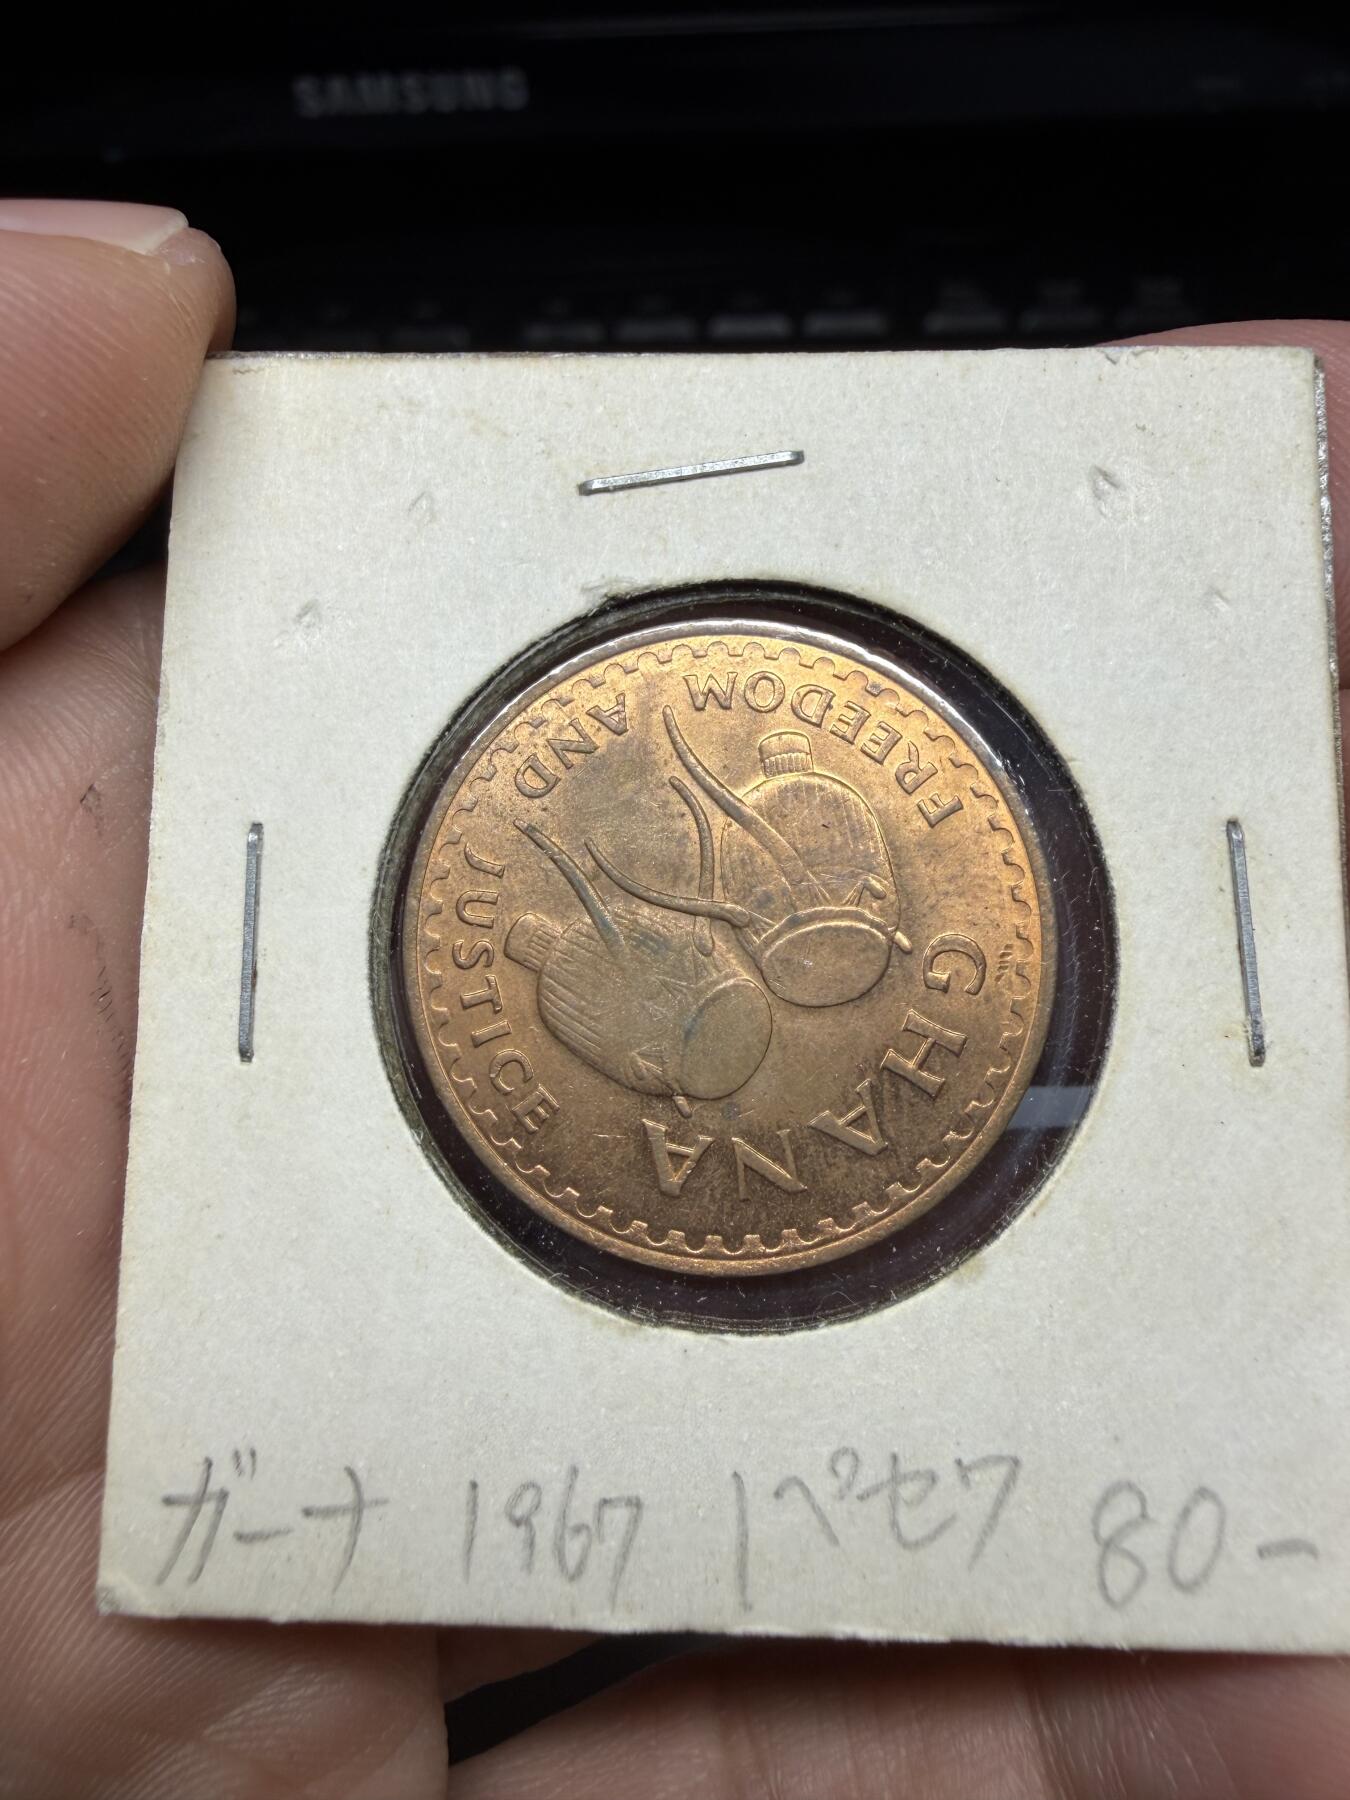 SAMSUNG
GHANA
FREEDOM AND JUSTICE
ガーナ 1967 1ペセワ 80-